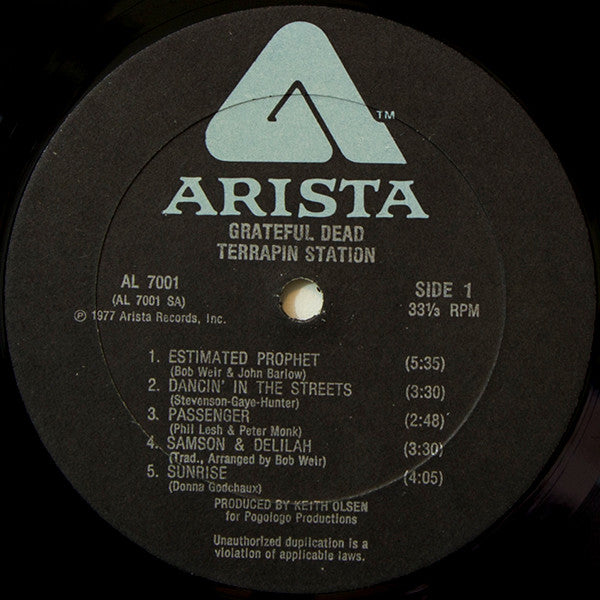 TM
ARISTA
GRATEFUL DEAD
TERRAPIN STATION
AL 7001
(AL 7001 SA)
℗ 1977 Arista Records, Inc.
SIDE 1
33⅓ RPM
1. ESTIMATED PROPHET (5:35)
(Bob Weir & John Barlow)
2. DANCIN' IN THE STREETS (3:30)
(Stevenson-Gaye-Hunter)
3. PASSENGER (2:48)
(Phil Lesh & Peter Monk)
4. SAMSON & DELILAH (3:30)
(Trad., Arranged by Bob Weir)
5. SUNRISE (4:05)
(Donna Godchaux)
PRODUCED BY KEITH OLSEN
for Pogologo Productions
Unauthorized duplication is a
violation of applicable laws.